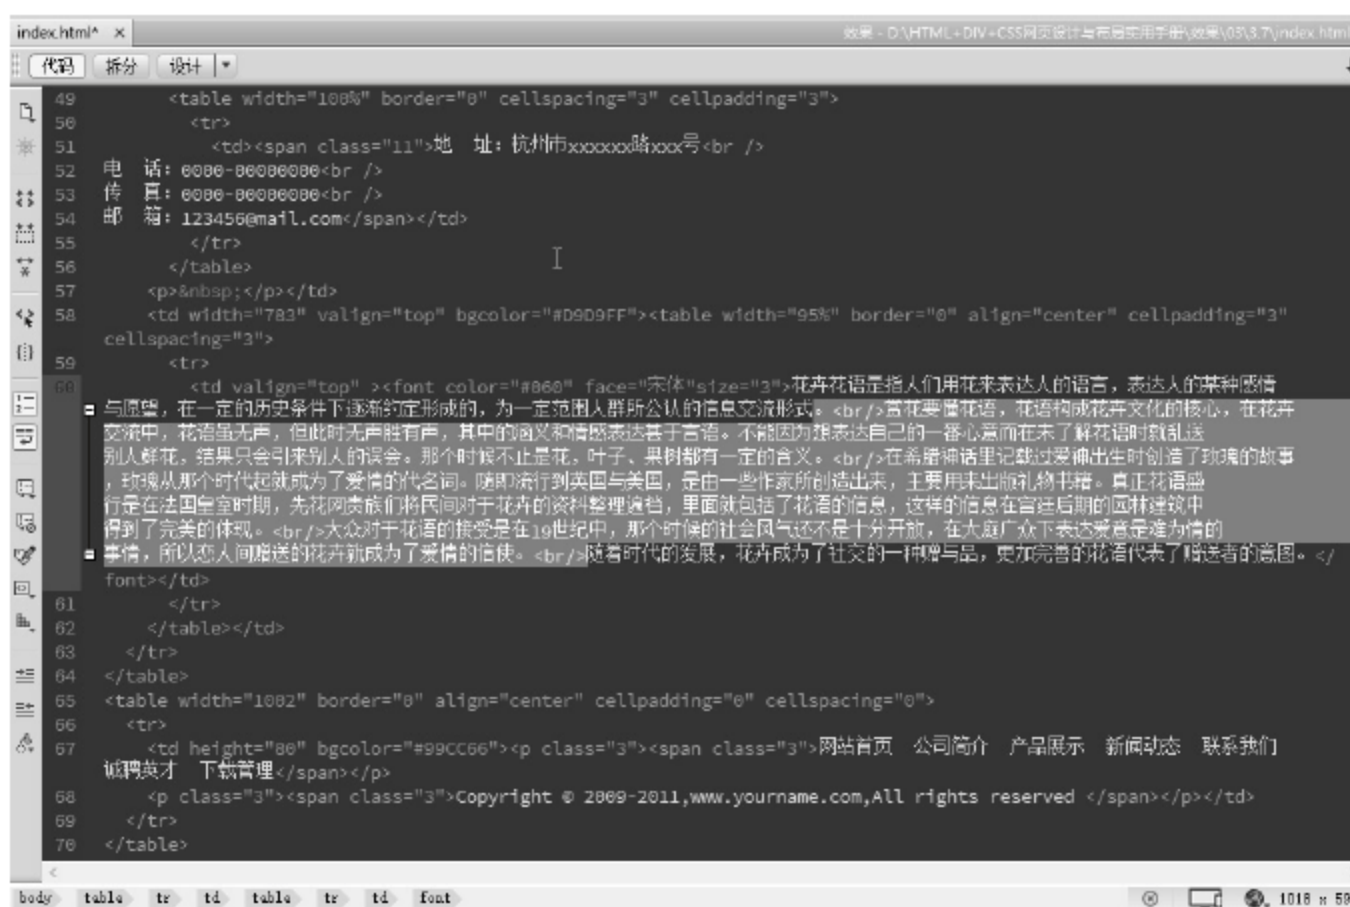 index.html* ×
效果 - D:\HTML+DIV+CSS网页设计与布局实用手册\效果\03\3.7\index.html
代码 拆分 设计
49 <table width="100%" border="0" cellspacing="3" cellpadding="3">
50 <tr>
51 <td><span class="11">地 址：杭州市xxxxxx路xxx号<br />
52 电 话：0000-00000000<br />
53 传 真：0000-00000000<br />
54 邮 箱：123456@mail.com</span></td>
55 </tr>
56 </table>
57 <p>&nbsp;</p></td>
58 <td width="783" valign="top" bgcolor="#D9D9FF"><table width="95%" border="0" align="center" cellpadding="3"
cellspacing="3">
59 <tr>
60 <td valign="top" ><font color="#060" face="宋体"size="3">花卉花语是指人们用花来表达人的语言，表达人的某种感情
与愿望，在一定的历史条件下逐渐约定形成的，为一定范围人群所公认的信息交流形式。<br/>赏花要懂花语，花语构成花卉文化的核心，在花卉
交流中，花语虽无声，但此时无声胜有声，其中的涵义和情感表达甚于言语。不能因为想表达自己的一番心意而在未了解花语时就乱送
别人鲜花，结果只会引来别人的误会。那个时候不止是花，叶子、果树都有一定的含义。<br/>在希腊神话里记载过爱神出生时创造了玫瑰的故事
，玫瑰从那个时代起就成为了爱情的代名词。随即流行到英国与美国，是由一些作家所创造出来，主要用来出版礼物书籍。真正花语盛
行是在法国皇室时期，先花园贵族们将民间对于花卉的资料整理遍档，里面就包括了花语的信息，这样的信息在宫廷后期的园林建筑中
得到了完美的体现。<br/>大众对于花语的接受是在19世纪中，那个时候的社会风气还不是十分开放，在大庭广众下表达爱意是难为情的
事情，所以恋人间赠送的花卉就成为了爱情的信使。<br/>随着时代的发展，花卉成为了社交的一种赠与品，更加完善的花语代表了赠送者的意图。</
font></td>
61 </tr>
62 </table></td>
63 </tr>
64 </table>
65 <table width="1002" border="0" align="center" cellpadding="0" cellspacing="0">
66 <tr>
67 <td height="80" bgcolor="#99CC66"><p class="3"><span class="3">网站首页 公司简介 产品展示 新闻动态 联系我们
诚聘英才 下载管理</span></p>
68 <p class="3"><span class="3">Copyright © 2009-2011,www.yourname.com,All rights reserved </span></p></td>
69 </tr>
70 </table>
body table tr td table tr td font
1018 x 59